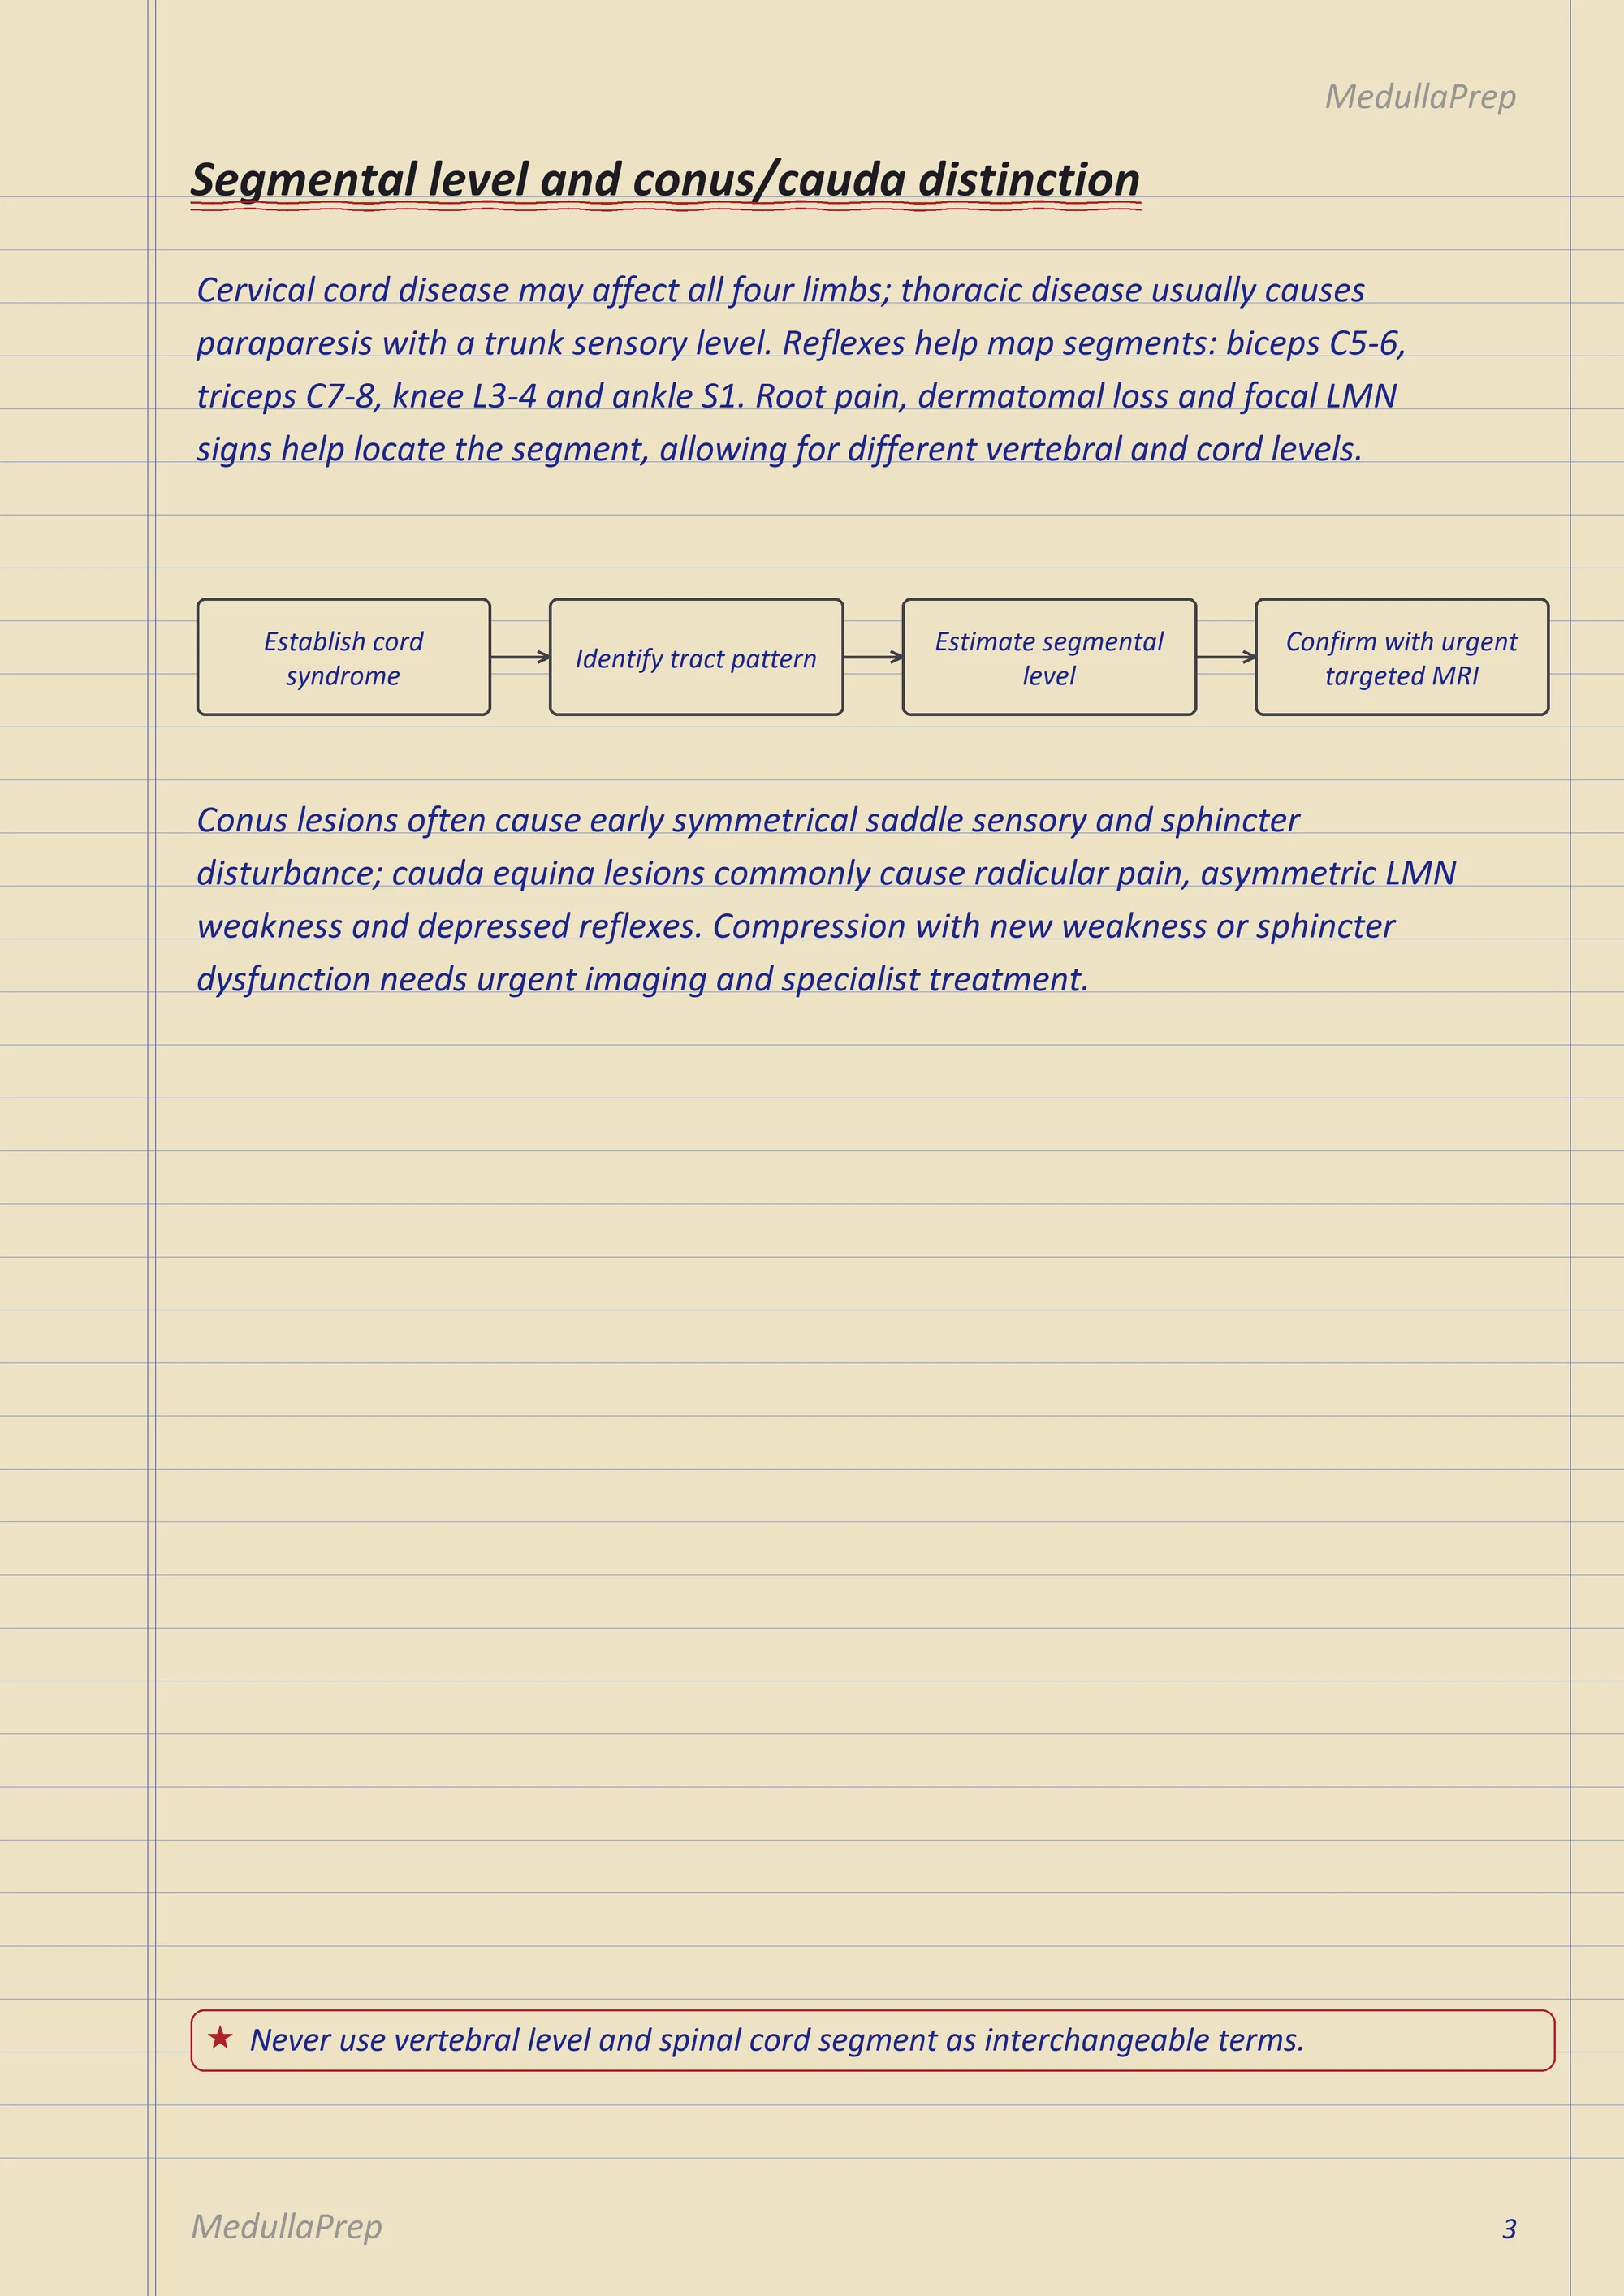 MedullaPrep
Segmental level and conus/cauda distinction
Cervical cord disease may affect all four limbs; thoracic disease usually causes
paraparesis with a trunk sensory level. Reflexes help map segments: biceps C5-6,
triceps C7-8, knee L3-4 and ankle S1. Root pain, dermatomal loss and focal LMN
signs help locate the segment, allowing for different vertebral and cord levels.
Establish cord
syndrome
Identify tract pattern
Estimate segmental
level
Confirm with urgent
targeted MRI
Conus lesions often cause early symmetrical saddle sensory and sphincter
disturbance; cauda equina lesions commonly cause radicular pain, asymmetric LMN
weakness and depressed reflexes. Compression with new weakness or sphincter
dysfunction needs urgent imaging and specialist treatment.
★ Never use vertebral level and spinal cord segment as interchangeable terms.
MedullaPrep
3